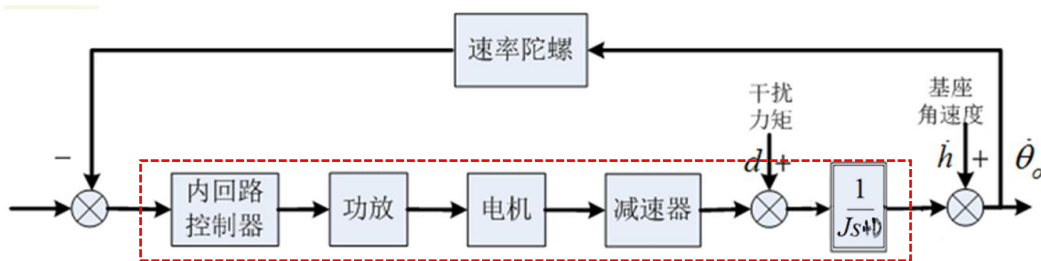 速率陀螺
干扰
力矩
基座
角速度
−
d +
ḣ +
θ̇ₒ
内回路
控制器
功放
电机
减速器
1